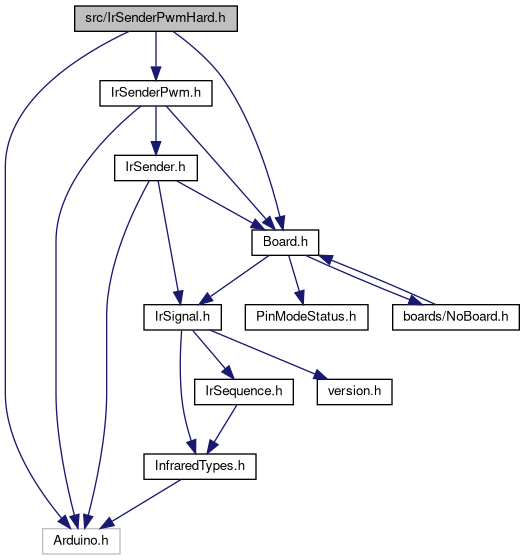 src/IrSenderPwmHard.h
IrSenderPwm.h
IrSender.h
Board.h
IrSignal.h
PinModeStatus.h
boards/NoBoard.h
IrSequence.h
version.h
InfraredTypes.h
Arduino.h